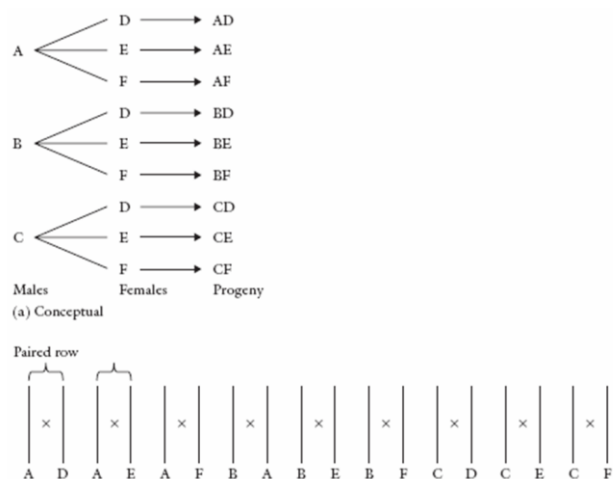 D AD
A E AE
F AF
D BD
B E BE
F BF
D CD
C E CE
F CF
Males Females Progeny
(a) Conceptual
Paired row
× × × × × × × × ×
A D A E A F B A B E B F C D C E C F